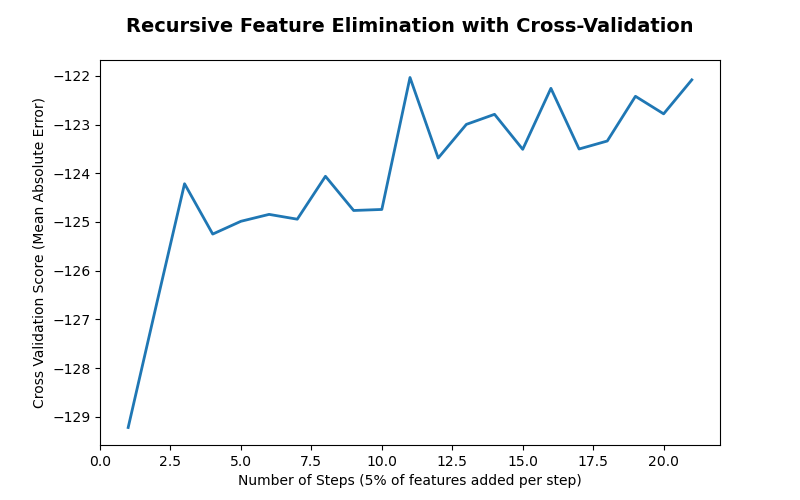 Recursive Feature Elimination with Cross-Validation
−122
−123
−124
−125
−126
−127
−128
−129
Cross Validation Score (Mean Absolute Error)
0.0 2.5 5.0 7.5 10.0 12.5 15.0 17.5 20.0
Number of Steps (5% of features added per step)